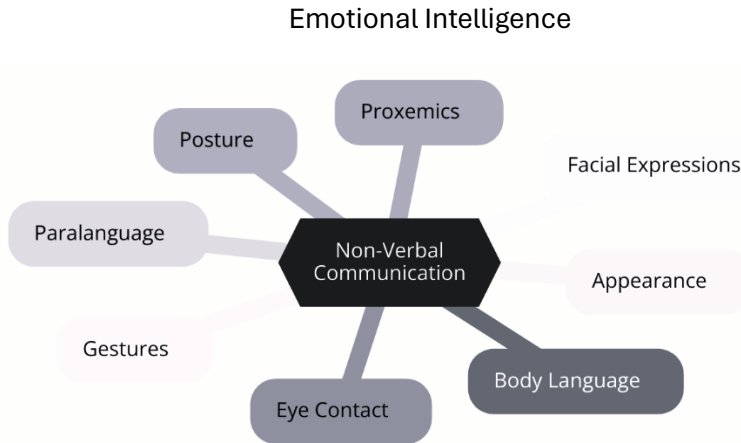 Emotional Intelligence
Proxemics
Posture
Facial Expressions
Paralanguage
Non-Verbal
Communication
Appearance
Gestures
Body Language
Eye Contact